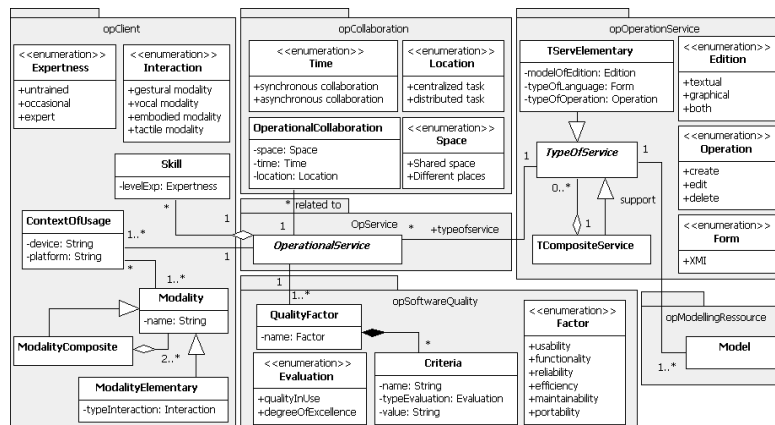 opClient
<<enumeration>>
Expertness
+untrained
+occasional
+expert
<<enumeration>>
Interaction
+gestural modality
+vocal modality
+embodied modality
+tactile modality
Skill
-levelExp: Expertness
*
1
ContextOfUsage
-device: String
-platform: String
1..*
1
*
1..*
Modality
-name: String
ModalityComposite
2..*
ModalityElementary
-typeInteraction: Interaction
opCollaboration
<<enumeration>>
Time
+synchronous collaboration
+asynchronous collaboration
<<enumeration>>
Location
+centralized task
+distributed task
OperationalCollaboration
-space: Space
-time: Time
-location: Location
<<enumeration>>
Space
+Shared space
+Different places
* related to
1
OpService
OperationalService
* +typeofservice
1
1
1..*
opSoftwareQuality
QualityFactor
-name: Factor
*
<<enumeration>>
Evaluation
+qualityInUse
+degreeOfExcellence
Criteria
-name: String
-typeEvaluation: Evaluation
-value: String
<<enumeration>>
Factor
+usability
+functionality
+reliability
+efficiency
+maintainability
+portability
opOperationService
TServElementary
-modelOfEdition: Edition
-typeOfLanguage: Form
-typeOfOperation: Operation
TypeOfService
1
0..*
support
1
TCompositeService
<<enumeration>>
Edition
+textual
+graphical
+both
<<enumeration>>
Operation
+create
+edit
+delete
<<enumeration>>
Form
+XMI
opModellingRessource
Model
1..*